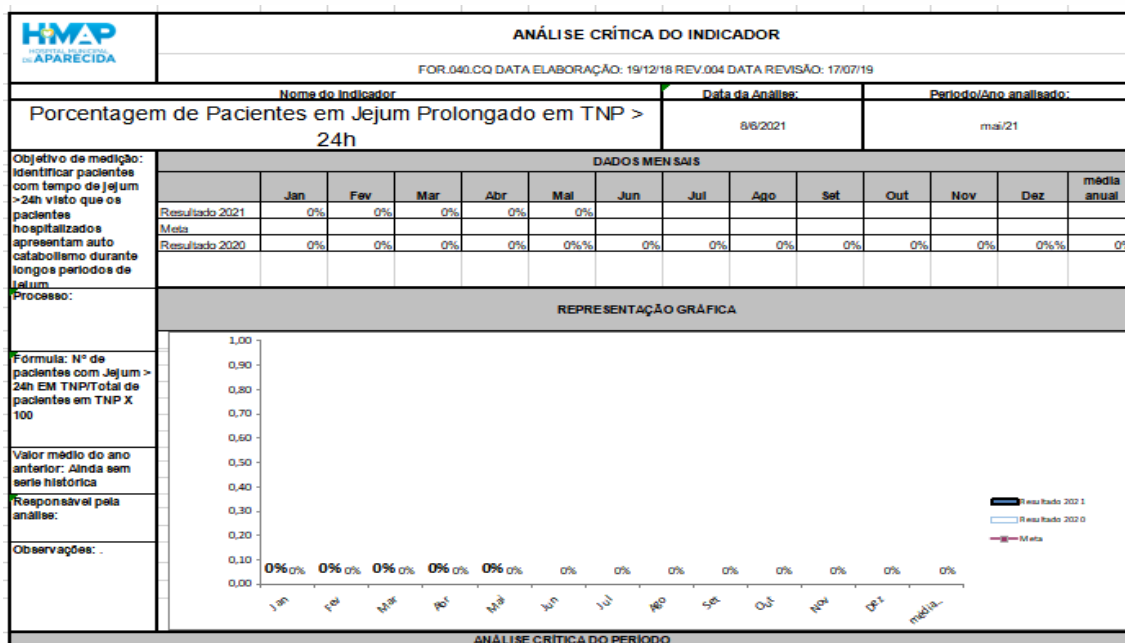 HMAP
HOSPITAL MUNICIPAL
DE APARECIDA
ANÁLISE CRÍTICA DO INDICADOR
FOR.040.CQ DATA ELABORAÇÃO: 19/12/18 REV.004 DATA REVISÃO: 17/07/19
Nome do Indicador
Data da Análise:
Período/Ano analisado:
Porcentagem de Pacientes em Jejum Prolongado em TNP >
24h
8/6/2021
mai/21
Objetivo de medição:
Identificar pacientes
com tempo de jejum
>24h visto que os
pacientes
hospitalizados
apresentam auto
catabolismo durante
longos períodos de
jejum
DADOS MENSAIS
Jan Fev Mar Abr Mai Jun Jul Ago Set Out Nov Dez média anual
Resultado 2021 0% 0% 0% 0% 0%
Meta
Resultado 2020 0% 0% 0% 0% 0%% 0% 0% 0% 0% 0% 0% 0%% 0%
Processo:
REPRESENTAÇÃO GRÁFICA
Fórmula: Nº de
pacientes com Jejum >
24h EM TNP/Total de
pacientes em TNP X
100
Valor médio do ano
anterior: Ainda sem
serie histórica
Responsável pela
análise:
Observações: .
1,00
0,90
0,80
0,70
0,60
0,50
0,40
0,30
0,20
0,10
0,00
0% 0% 0% 0% 0% 0% 0% 0% 0% 0% 0% 0% 0% 0% 0% 0% 0% 0%
Jan Fev Mar Abr Mai Jun Jul Ago Set Out Nov Dez média...
Resultado 2021
Resultado 2020
Meta
ANÁLISE CRÍTICA DO PERÍODO